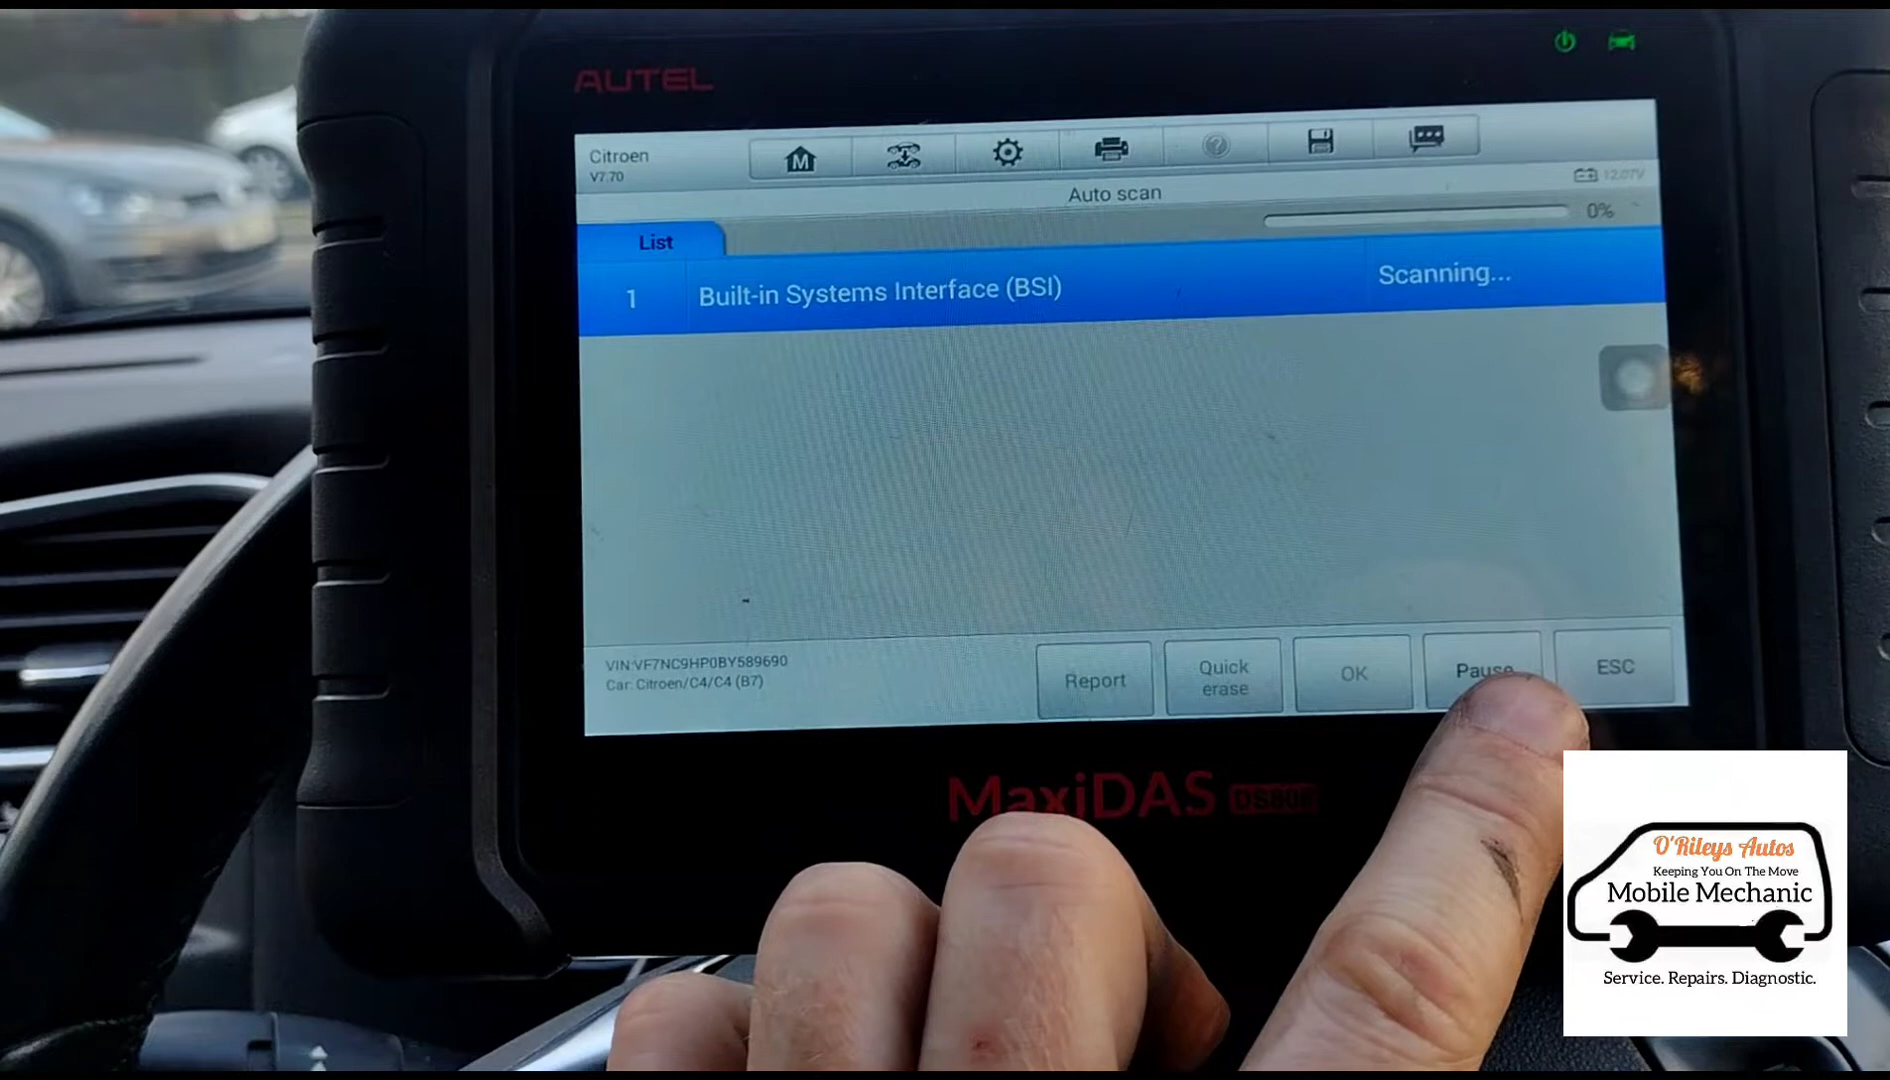 AUTEL
Citroen
V7.70
M
Auto scan
12.07V
0%
List
1 Built-in Systems Interface (BSI) Scanning...
VIN:VF7NC9HP0BY589690
Car: Citroen/C4/C4 (B7)
Report
Quick
erase
OK
Pause
ESC
MaxiDAS
O'Rileys Autos
Keeping You On The Move
Mobile Mechanic
Service. Repairs. Diagnostic.